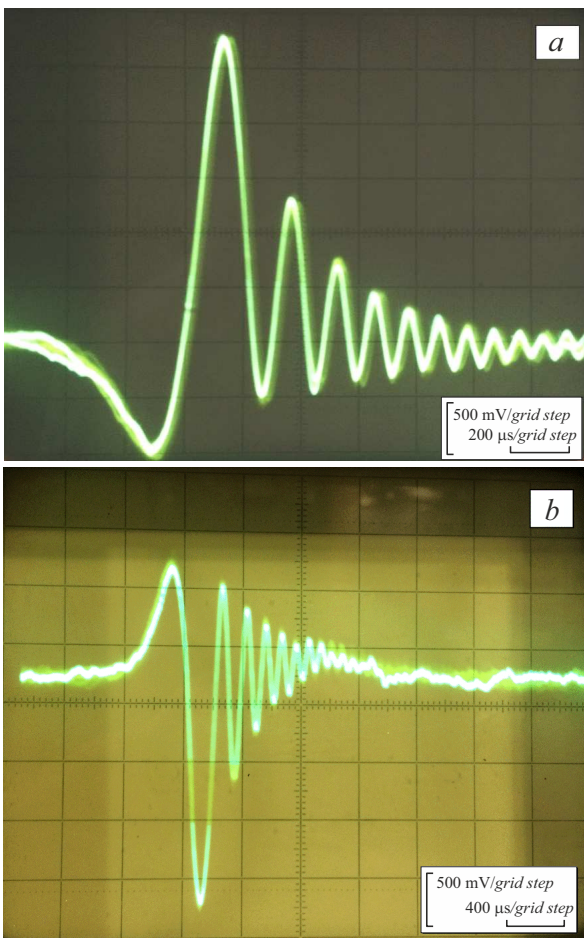 a
500 mV/grid step
200 μs/grid step
b
500 mV/grid step
400 μs/grid step